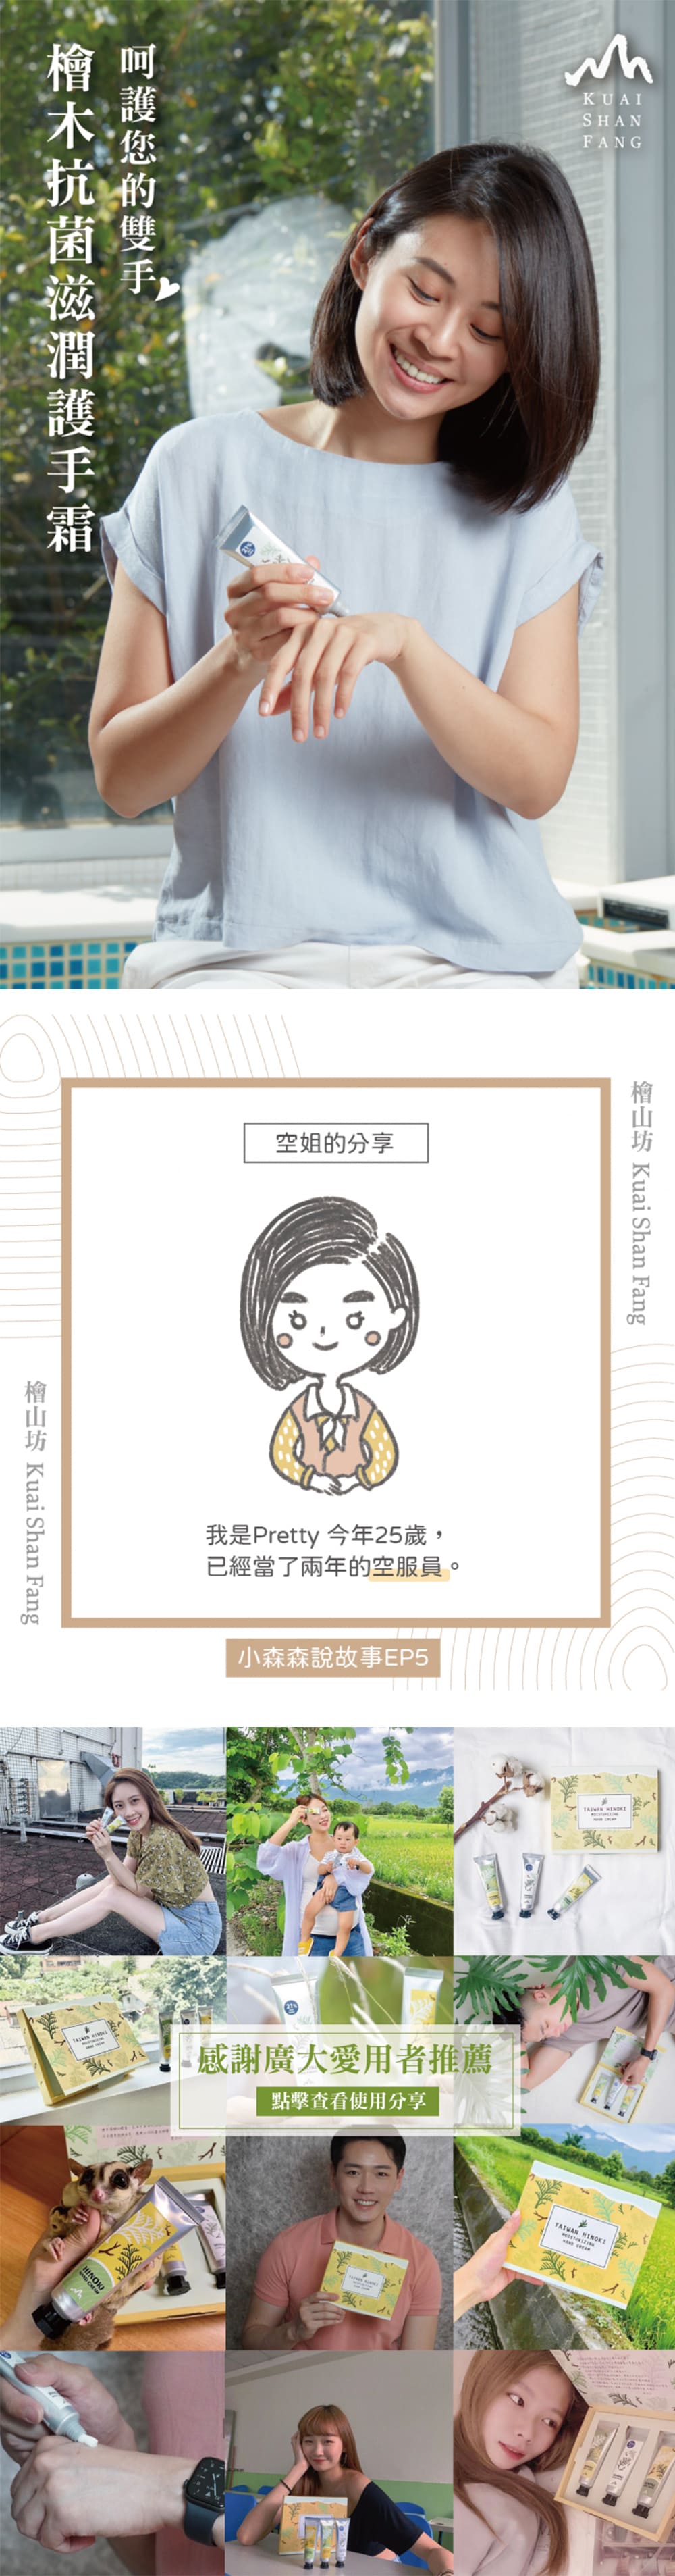 呵護您的雙手
檜木抗菌滋潤護手霜
KUAI
SHAN
FANG
空姐的分享
檜山坊 Kuai Shan Fang
檜山坊 Kuai Shan Fang
我是Pretty 今年25歲，
已經當了兩年的空服員。
小森森說故事EP5
TAIWAN HINOKI
MOISTURIZING
HAND CREAM
TAIWAN HINOKI
MOISTURIZING
HAND CREAM
感謝廣大愛用者推薦
點擊查看使用分享
HINOKI
HAND CREAM
TAIWAN HINOKI
TAIWAN HINOKI
MOISTURIZING
HAND CREAM